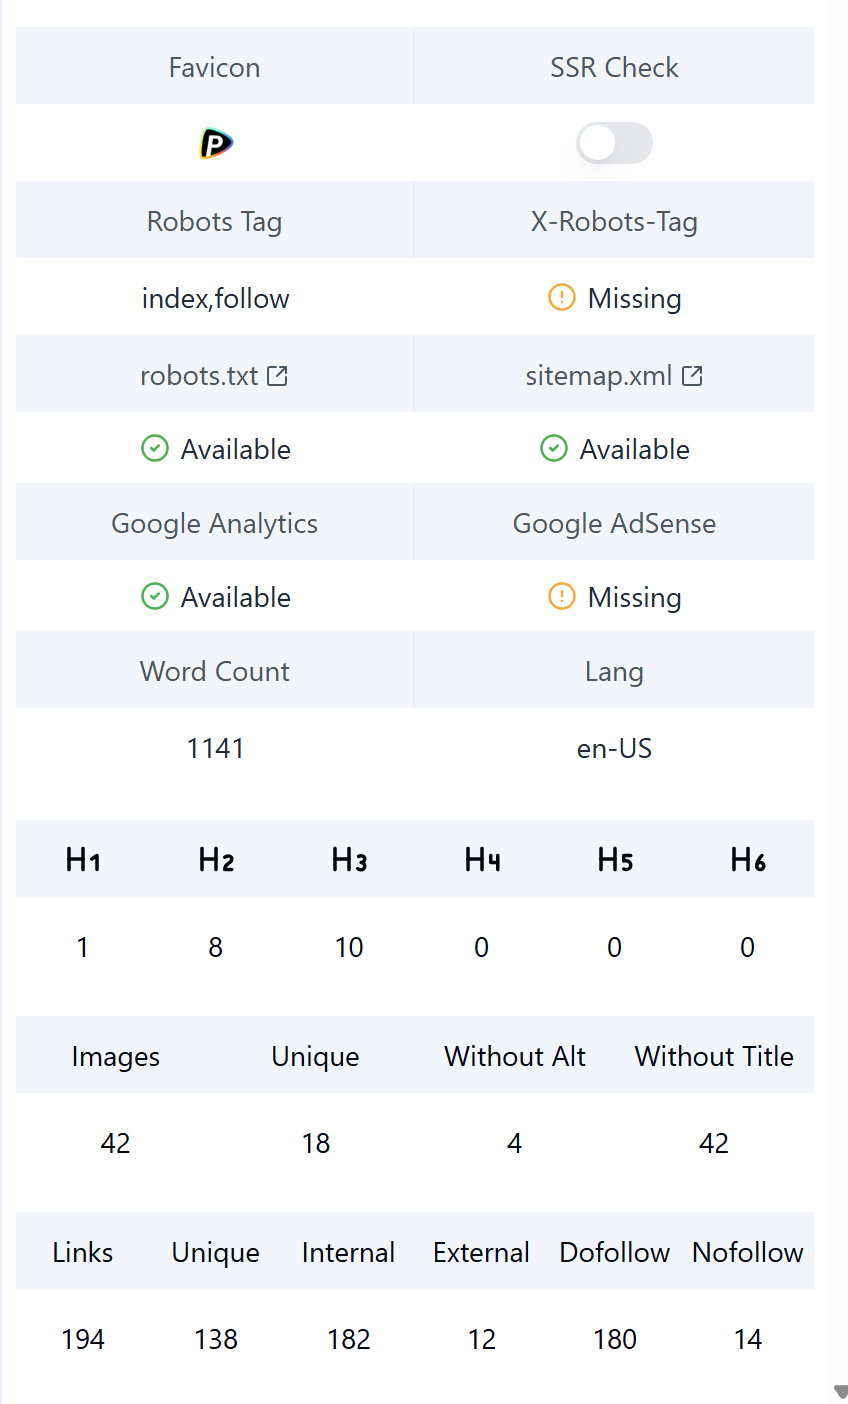 Favicon SSR Check
P
Robots Tag X-Robots-Tag
index,follow Missing
robots.txt sitemap.xml
Available Available
Google Analytics Google AdSense
Available Missing
Word Count Lang
1141 en-US
H1 H2 H3 H4 H5 H6
1 8 10 0 0 0
Images Unique Without Alt Without Title
42 18 4 42
Links Unique Internal External Dofollow Nofollow
194 138 182 12 180 14